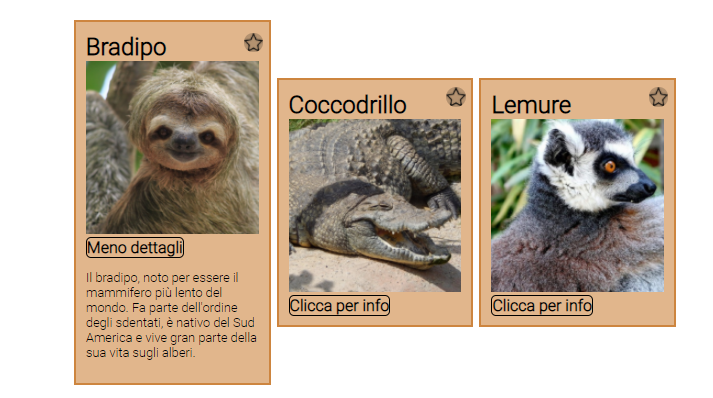 Bradipo
Meno dettagli
Il bradipo, noto per essere il
mammifero più lento del
mondo. Fa parte dell'ordine
degli sdentati, è nativo del Sud
America e vive gran parte della
sua vita sugli alberi.
Coccodrillo
Clicca per info
Lemure
Clicca per info